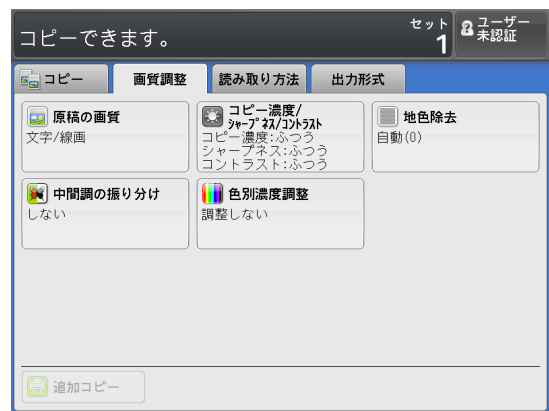 コピーできます。
セット
1
ユーザー
未認証
コピー
画質調整
読み取り方法
出力形式
原稿の画質
文字/線画
コピー濃度/
ｼｬｰﾌﾟﾈｽ/ｺﾝﾄﾗｽﾄ
コピー濃度:ふつう
シャープネス:ふつう
コントラスト:ふつう
地色除去
自動(0)
中間調の振り分け
しない
色別濃度調整
調整しない
追加コピー